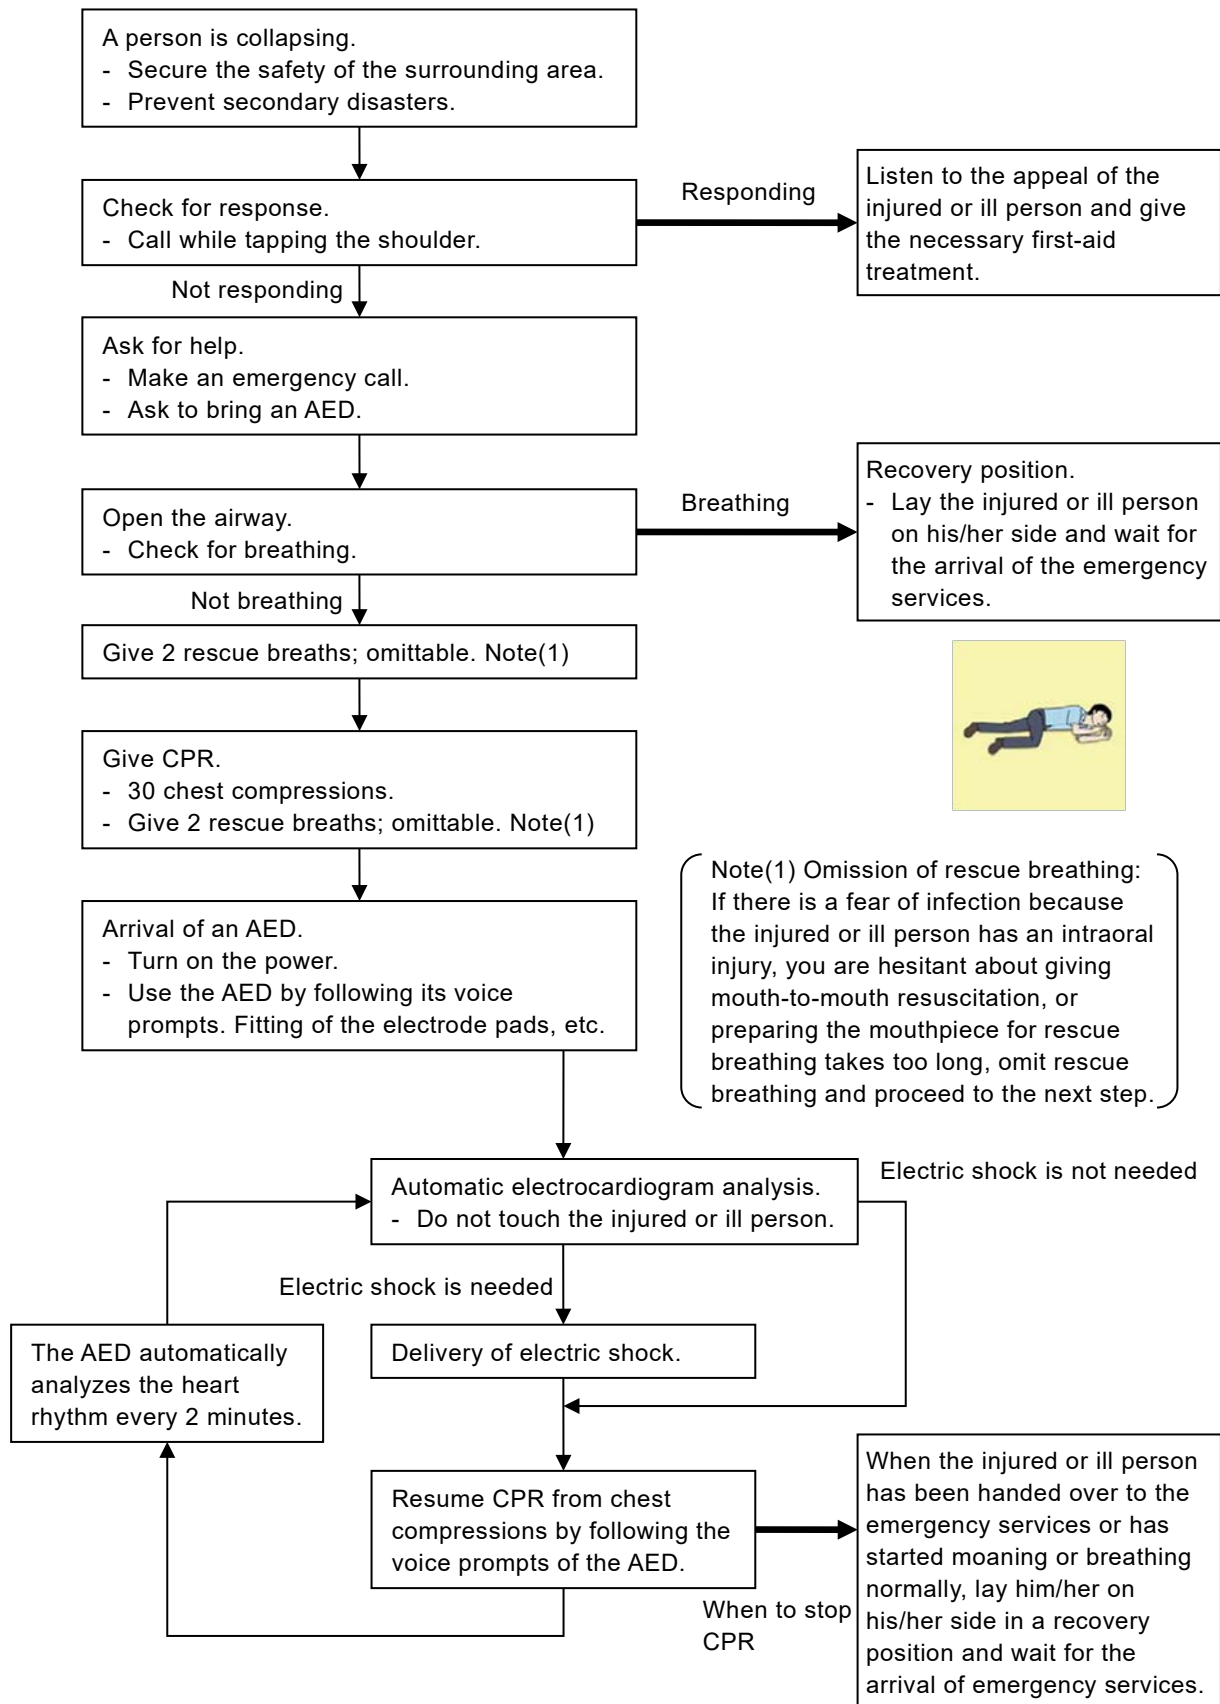 A person is collapsing.
- Secure the safety of the surrounding area.
- Prevent secondary disasters.
Check for response.
- Call while tapping the shoulder.
Responding
Listen to the appeal of the
injured or ill person and give
the necessary first-aid
treatment.
Not responding
Ask for help.
- Make an emergency call.
- Ask to bring an AED.
Open the airway.
- Check for breathing.
Breathing
Recovery position.
- Lay the injured or ill person
on his/her side and wait for
the arrival of the emergency
services.
Not breathing
Give 2 rescue breaths; omittable. Note(1)
Give CPR.
- 30 chest compressions.
- Give 2 rescue breaths; omittable. Note(1)
Note(1) Omission of rescue breathing:
If there is a fear of infection because
the injured or ill person has an intraoral
injury, you are hesitant about giving
mouth-to-mouth resuscitation, or
preparing the mouthpiece for rescue
breathing takes too long, omit rescue
breathing and proceed to the next step.
Arrival of an AED.
- Turn on the power.
- Use the AED by following its voice
prompts. Fitting of the electrode pads, etc.
Automatic electrocardiogram analysis.
- Do not touch the injured or ill person.
Electric shock is not needed
Electric shock is needed
Delivery of electric shock.
The AED automatically
analyzes the heart
rhythm every 2 minutes.
Resume CPR from chest
compressions by following the
voice prompts of the AED.
When to stop
CPR
When the injured or ill person
has been handed over to the
emergency services or has
started moaning or breathing
normally, lay him/her on
his/her side in a recovery
position and wait for the
arrival of emergency services.